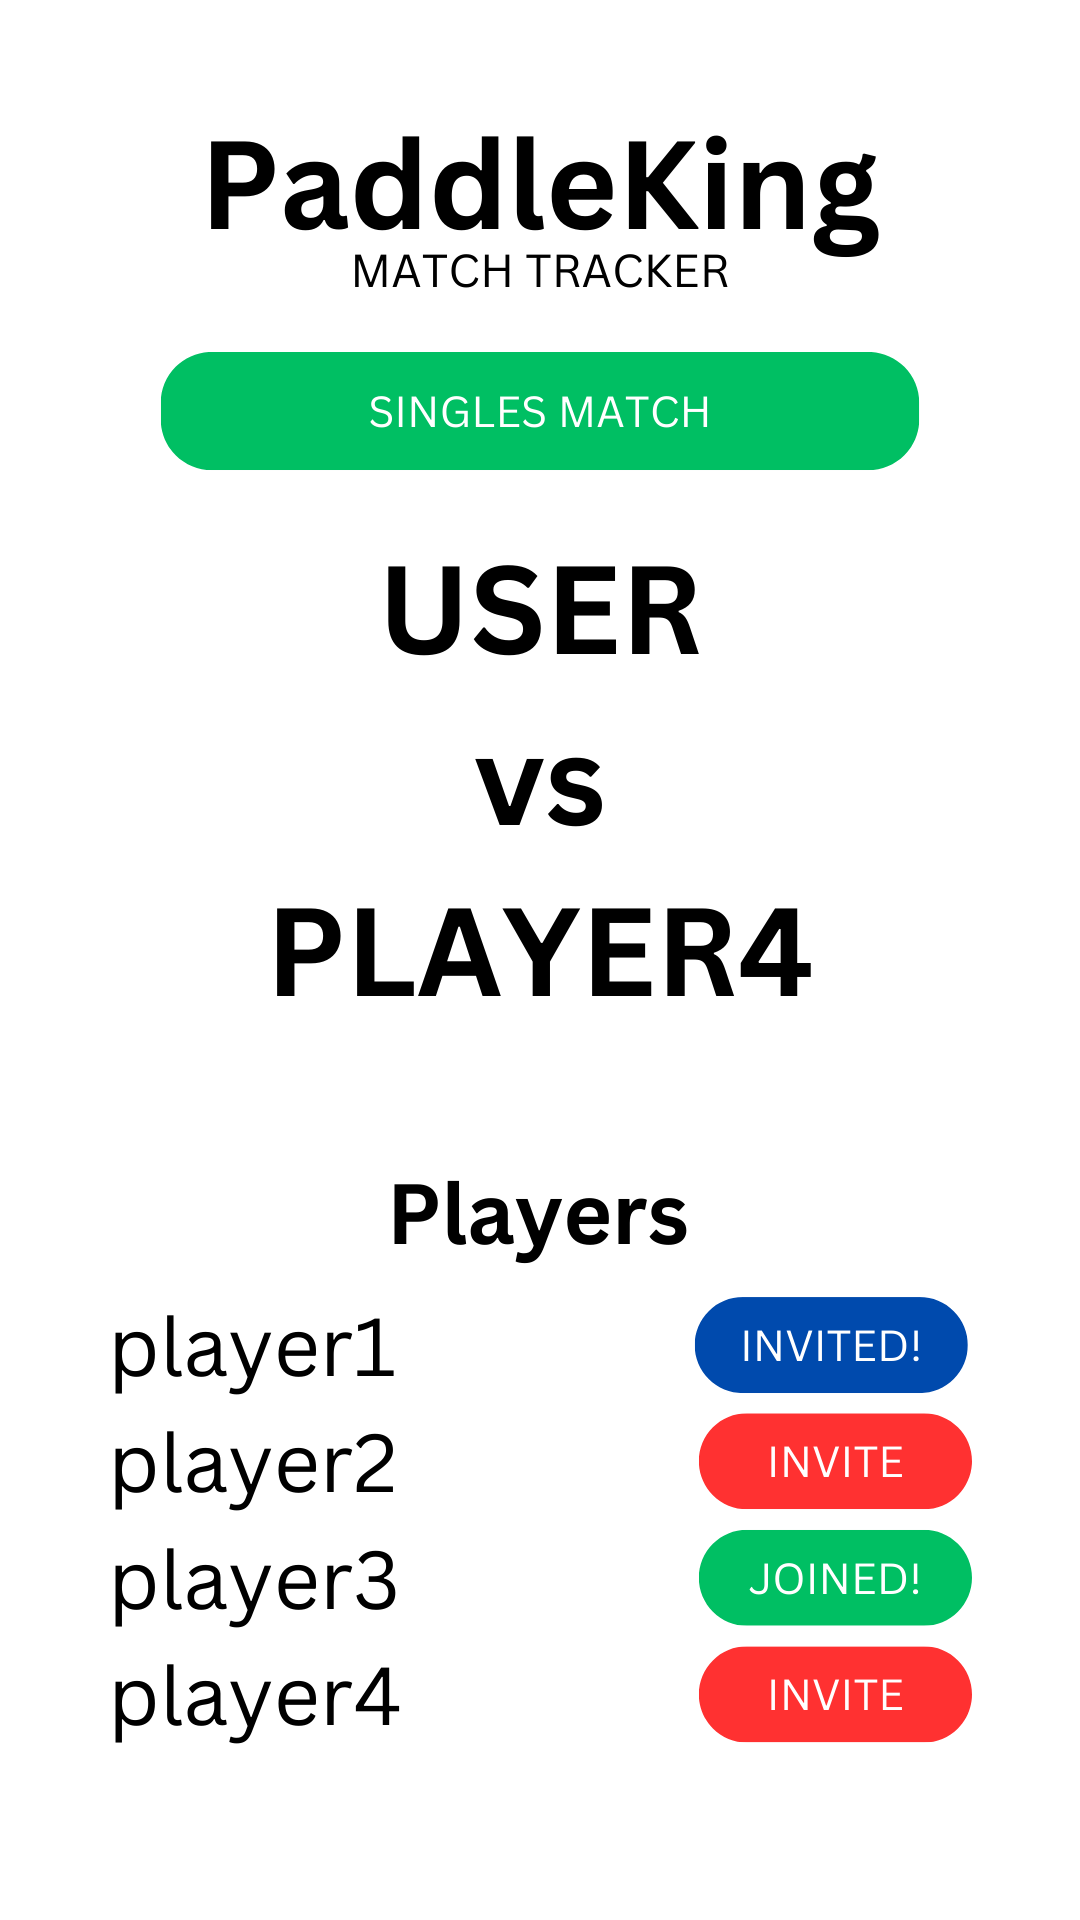 PaddleKing
MATCH TRACKER
SINGLES MATCH
USER
vs
PLAYER4
Players
player1 INVITED!
player2 INVITE
player3 JOINED!
player4 INVITE